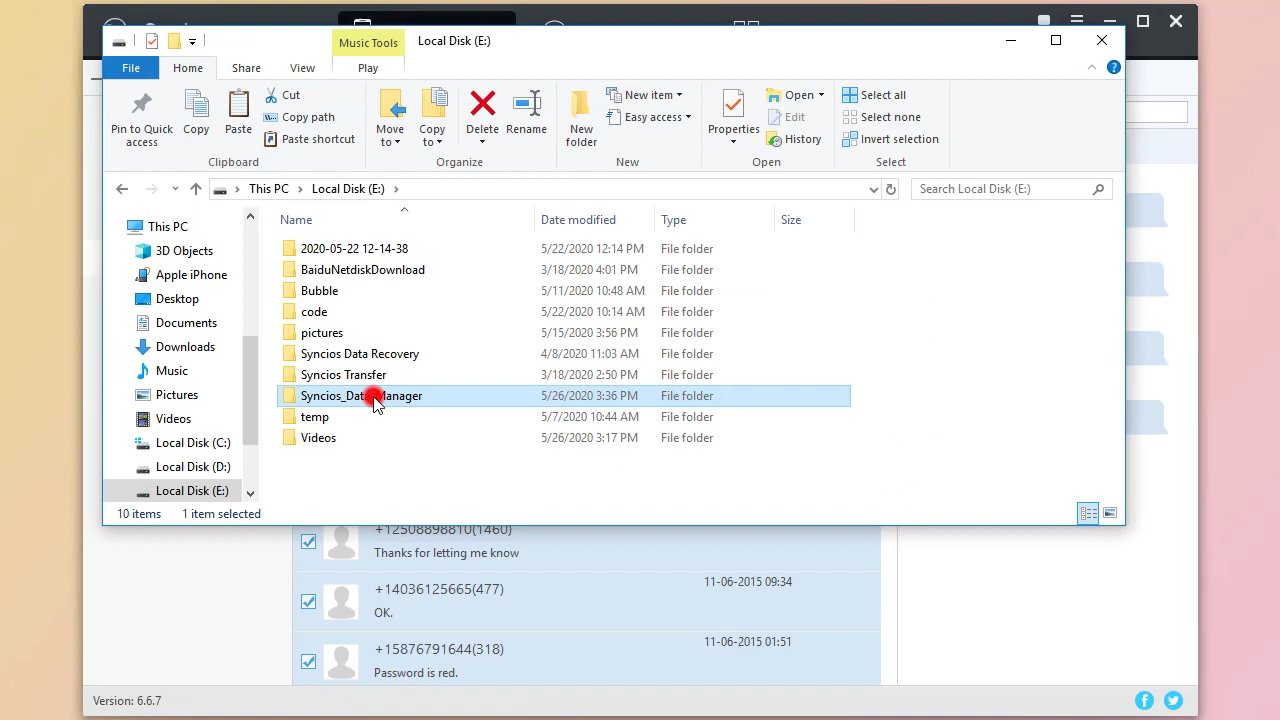 Music Tools
Local Disk (E:)
File
Home
Share
View
Play
Pin to Quick access
Copy
Paste
Cut
Copy path
Paste shortcut
Clipboard
Move to
Copy to
Delete
Rename
Organize
New folder
New item
Easy access
New
Properties
Open
Edit
History
Open
Select all
Select none
Invert selection
Select
This PC
Local Disk (E:)
Search Local Disk (E:)
Name
Date modified
Type
Size
This PC
3D Objects
Apple iPhone
Desktop
Documents
Downloads
Music
Pictures
Videos
Local Disk (C:)
Local Disk (D:)
Local Disk (E:)
2020-05-22 12-14-38 5/22/2020 12:14 PM File folder
BaiduNetdiskDownload 3/18/2020 4:01 PM File folder
Bubble 5/11/2020 10:48 AM File folder
code 5/22/2020 10:14 AM File folder
pictures 5/15/2020 3:56 PM File folder
Syncios Data Recovery 4/8/2020 11:03 AM File folder
Syncios Transfer 3/18/2020 2:50 PM File folder
Syncios_Data Manager 5/26/2020 3:36 PM File folder
temp 5/7/2020 10:44 AM File folder
Videos 5/26/2020 3:17 PM File folder
10 items
1 item selected
+12508898810(1460)
Thanks for letting me know
+14036125665(477)
11-06-2015 09:34
OK.
+15876791644(318)
11-06-2015 01:51
Password is red.
Version: 6.6.7